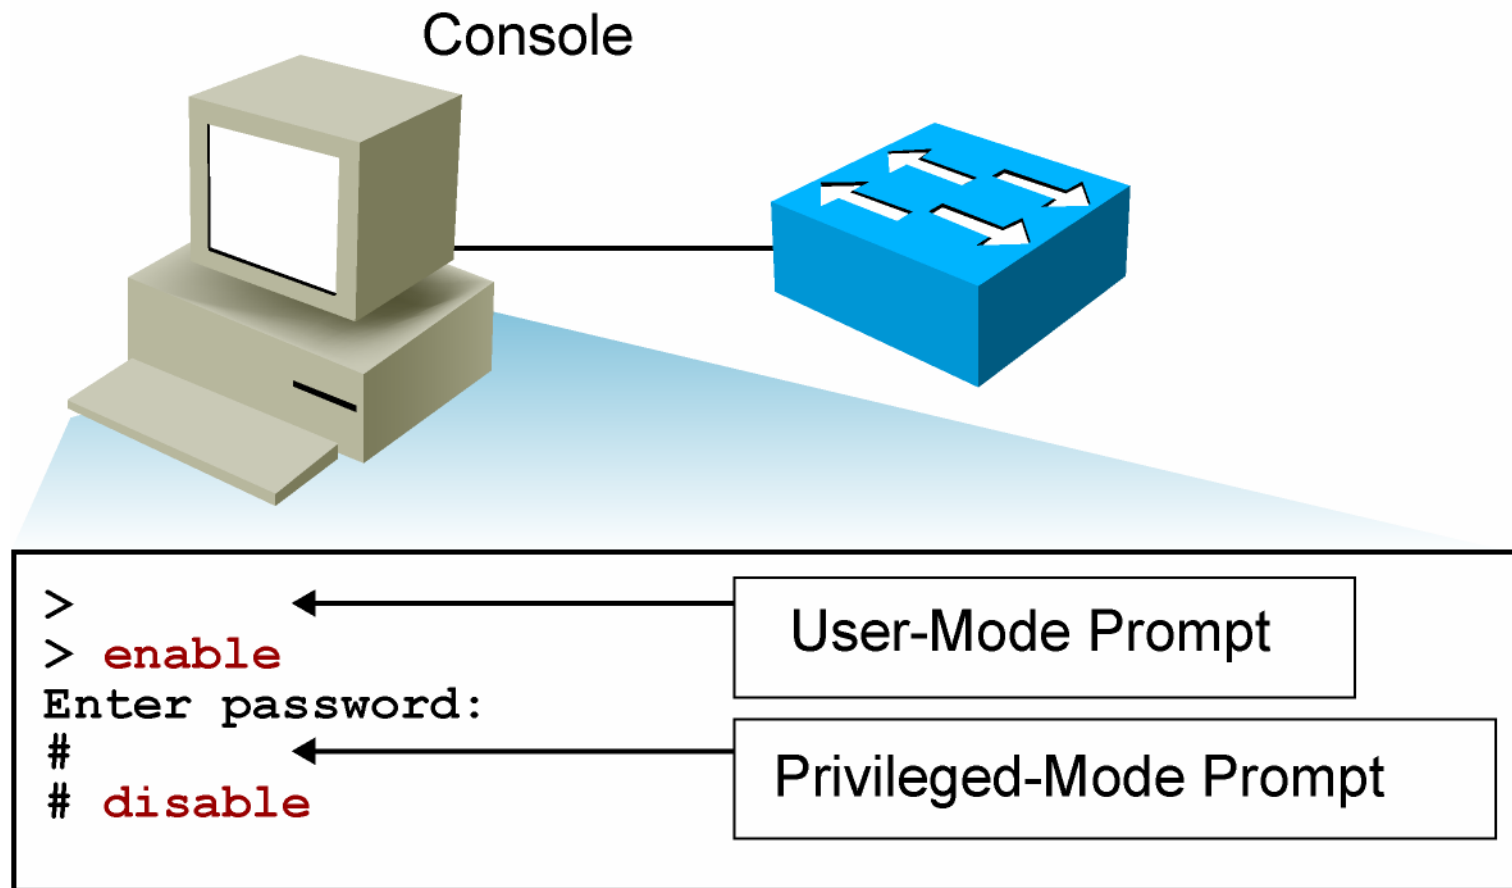 Console
>
> enable
Enter password:
#
# disable
User-Mode Prompt
Privileged-Mode Prompt